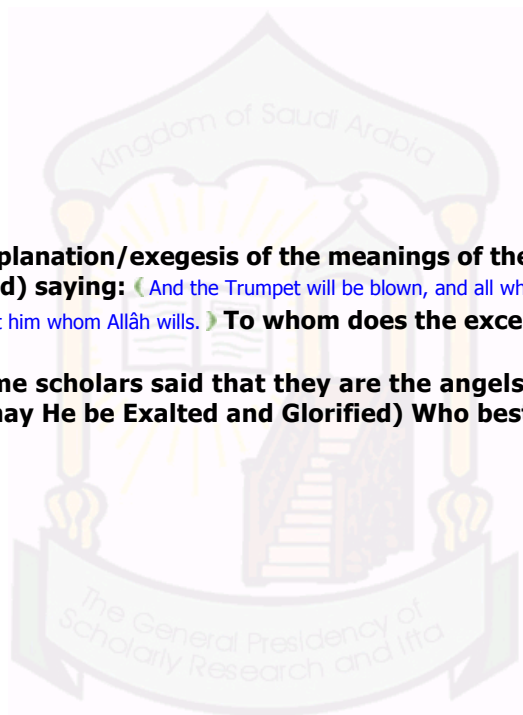 Kingdom of Saudi Arabia
planation/exegesis of the meanings of the
d) saying: ﴾ And the Trumpet will be blown, and all wh
t him whom Allâh wills. ﴿ To whom does the exce
me scholars said that they are the angels
nay He be Exalted and Glorified) Who best
The General Presidency of
Scholarly Research and Ifta